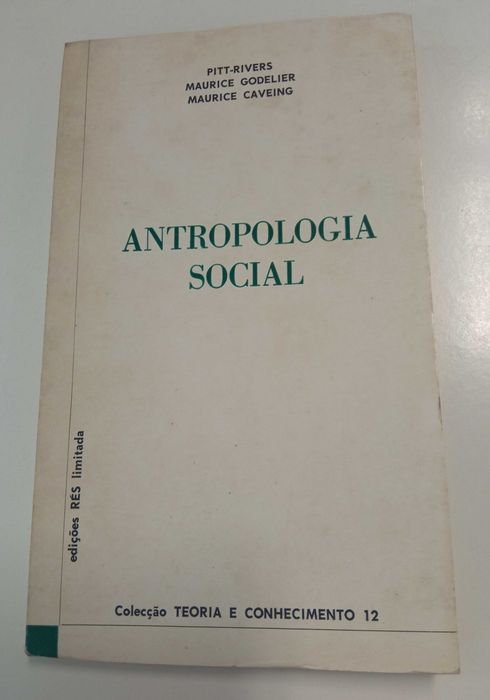 PITT-RIVERS
MAURICE GODELIER
MAURICE CAVEING
ANTROPOLOGIA
SOCIAL
edições RÉS limitada
Colecção TEORIA E CONHECIMENTO 12